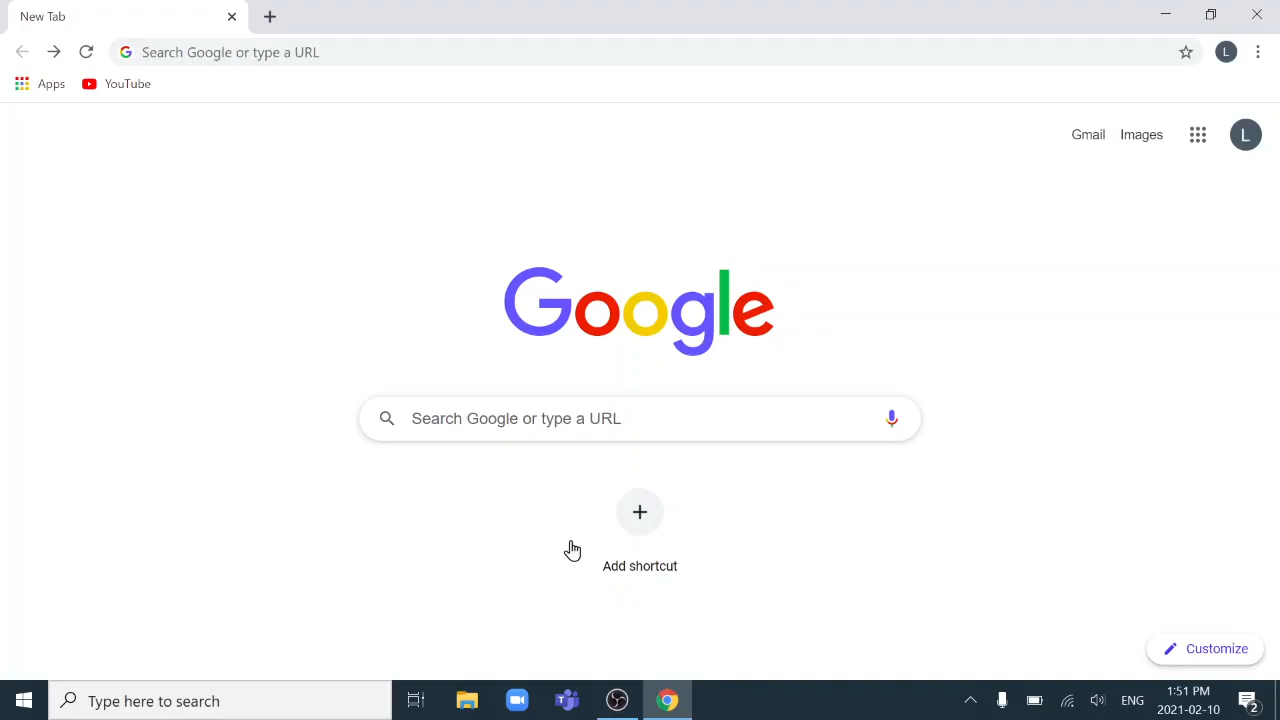 New Tab
Search Google or type a URL
L
Apps
YouTube
Gmail
Images
L
Google
Search Google or type a URL
Add shortcut
Customize
Type here to search
ENG
1:51 PM
2021-02-10
2